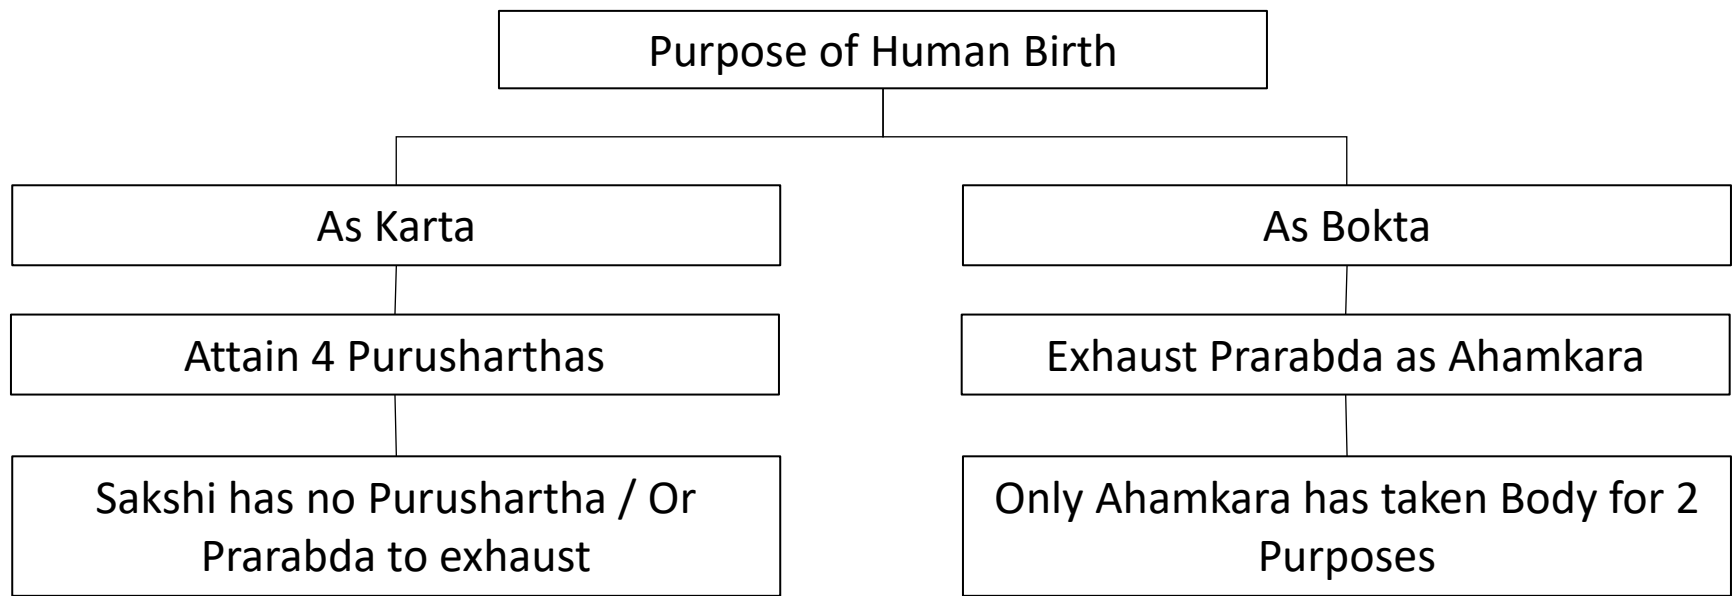 Purpose of Human Birth
As Karta
As Bokta
Attain 4 Purusharthas
Exhaust Prarabda as Ahamkara
Sakshi has no Purushartha / Or
Prarabda to exhaust
Only Ahamkara has taken Body for 2
Purposes